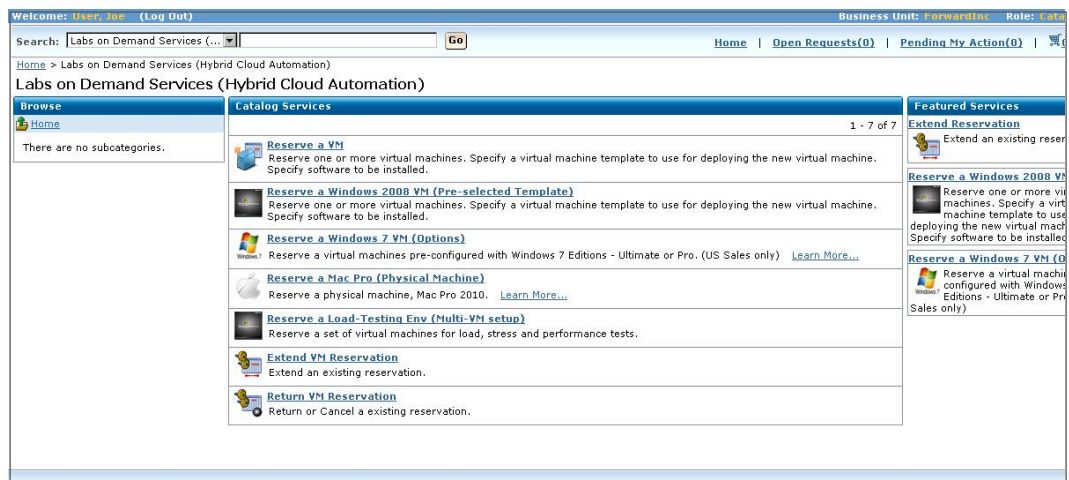 Welcome: User, Joe (Log Out)
Business Unit: ForwardInc Role:
Search: Labs on Demand Services (... Go
Home | Open Requests(0) | Pending My Action(0) |
Home > Labs on Demand Services (Hybrid Cloud Automation)
Labs on Demand Services (Hybrid Cloud Automation)
Browse
Home
There are no subcategories.
Catalog Services
1 - 7 of 7
Reserve a VM
Reserve one or more virtual machines. Specify a virtual machine template to use for deploying the new virtual machine.
Specify software to be installed.
Reserve a Windows 2008 VM (Pre-selected Template)
Reserve one or more virtual machines. Specify a virtual machine template to use for deploying the new virtual machine.
Specify software to be installed.
Windows 7
Reserve a Windows 7 VM (Options)
Reserve a virtual machines pre-configured with Windows 7 Editions - Ultimate or Pro. (US Sales only) Learn More...
Reserve a Mac Pro (Physical Machine)
Reserve a physical machine, Mac Pro 2010. Learn More...
Reserve a Load-Testing Env (Multi-VM setup)
Reserve a set of virtual machines for load, stress and performance tests.
Extend VM Reservation
Extend an existing reservation.
Return VM Reservation
Return or Cancel a existing reservation.
Featured Services
Extend Reservation
Extend an existing reser
Reserve a Windows 2008 VM
Reserve one or more vir
machines. Specify a virt
machine template to use
deploying the new virtual mach
Specify software to be installed
Reserve a Windows 7 VM (O
Windows 7
Reserve a virtual machi
configured with Windows
Editions - Ultimate or Pr
Sales only)